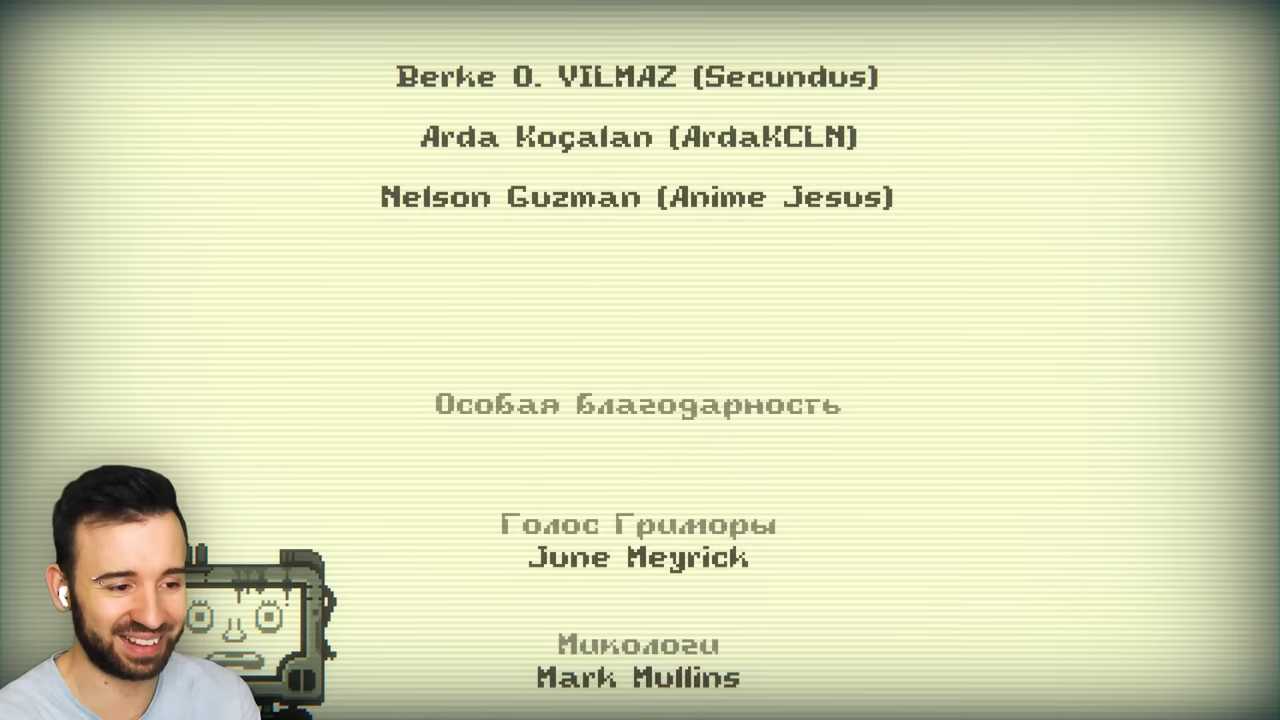 Berke O. YILMAZ (Secundus)
Arda Koçalan (ArdaKCLN)
Nelson Guzman (Anime Jesus)
Особая благодарность
Голос Гриморы
June Meyrick
Микологи
Mark Mullins